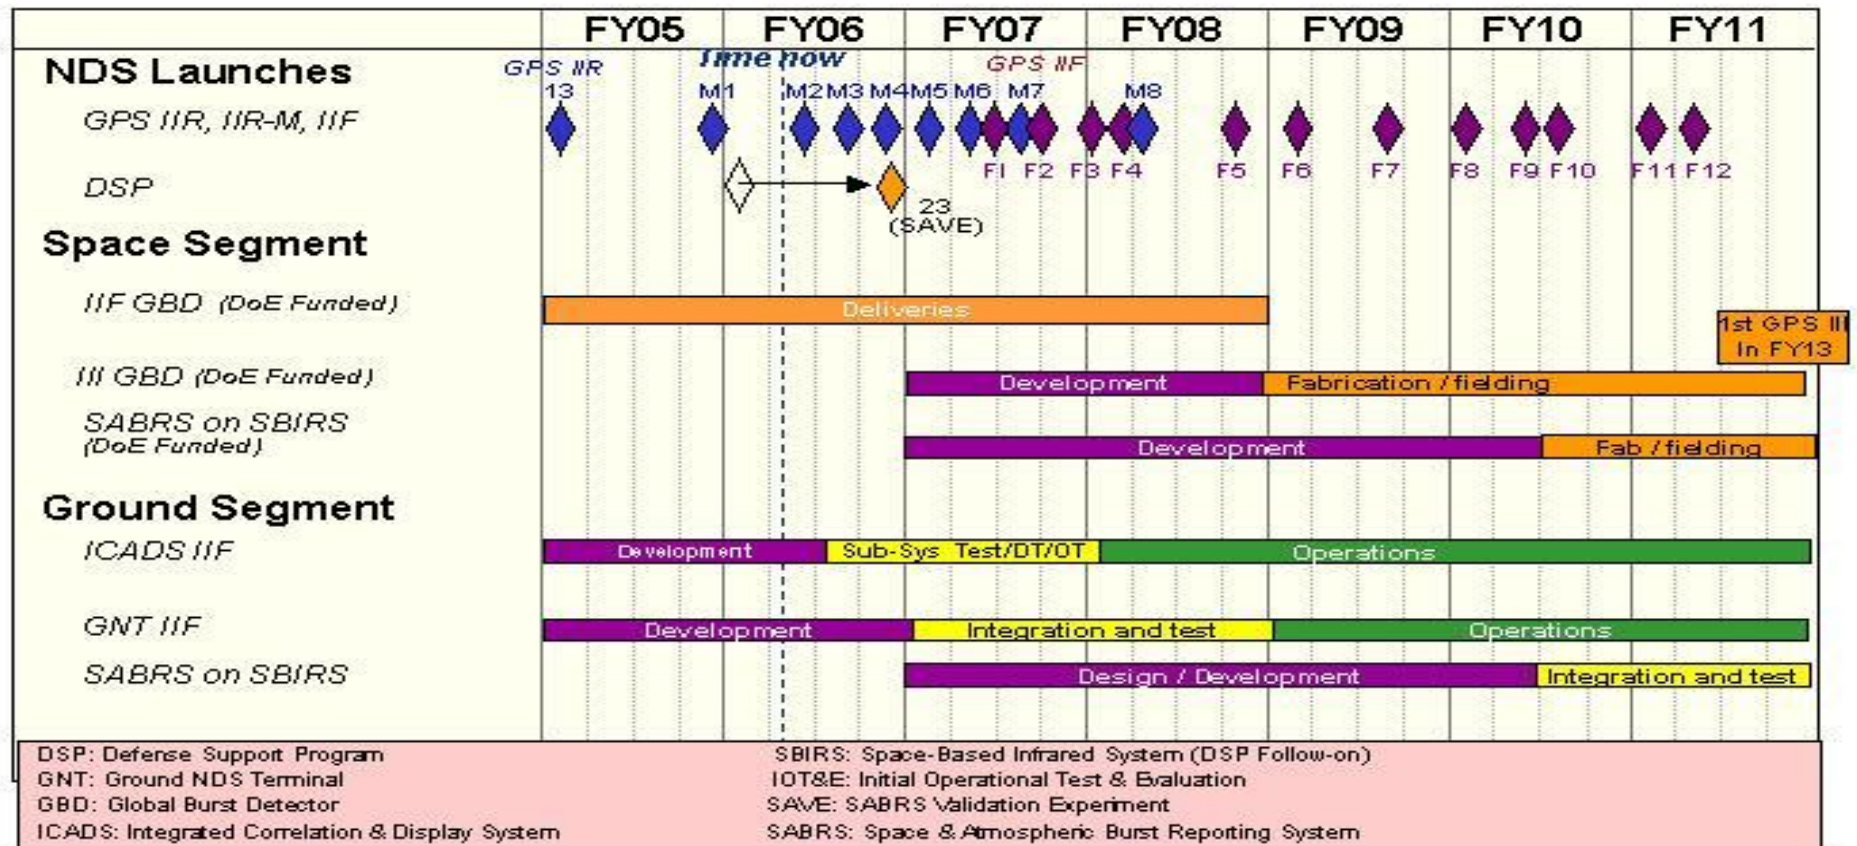 FY05 FY06 FY07 FY08 FY09 FY10 FY11
NDS Launches
GPS IIR Time now GPS IIF
13 M1 M2 M3 M4 M5 M6 M7 M8
GPS IIR, IIR-M, IIF
F1 F2 F3 F4 F5 F6 F7 F8 F9 F10 F11 F12
DSP
23
(SAVE)
Space Segment
IIF GBD (DoE Funded) Deliveries
1st GPS III
In FY13
III GBD (DoE Funded) Development Fabrication / fielding
SABRS on SBIRS
(DoE Funded) Development Fab / fielding
Ground Segment
ICADS IIF Development Sub-Sys Test/DT/OT Operations
GNT IIF Development Integration and test Operations
SABRS on SBIRS Design / Development Integration and test
DSP: Defense Support Program
GNT: Ground NDS Terminal
GBD: Global Burst Detector
ICADS: Integrated Correlation & Display System
SBIRS: Space-Based Infrared System (DSP Follow-on)
IOT&E: Initial Operational Test & Evaluation
SAVE: SABRS Validation Experiment
SABRS: Space & Atmospheric Burst Reporting System